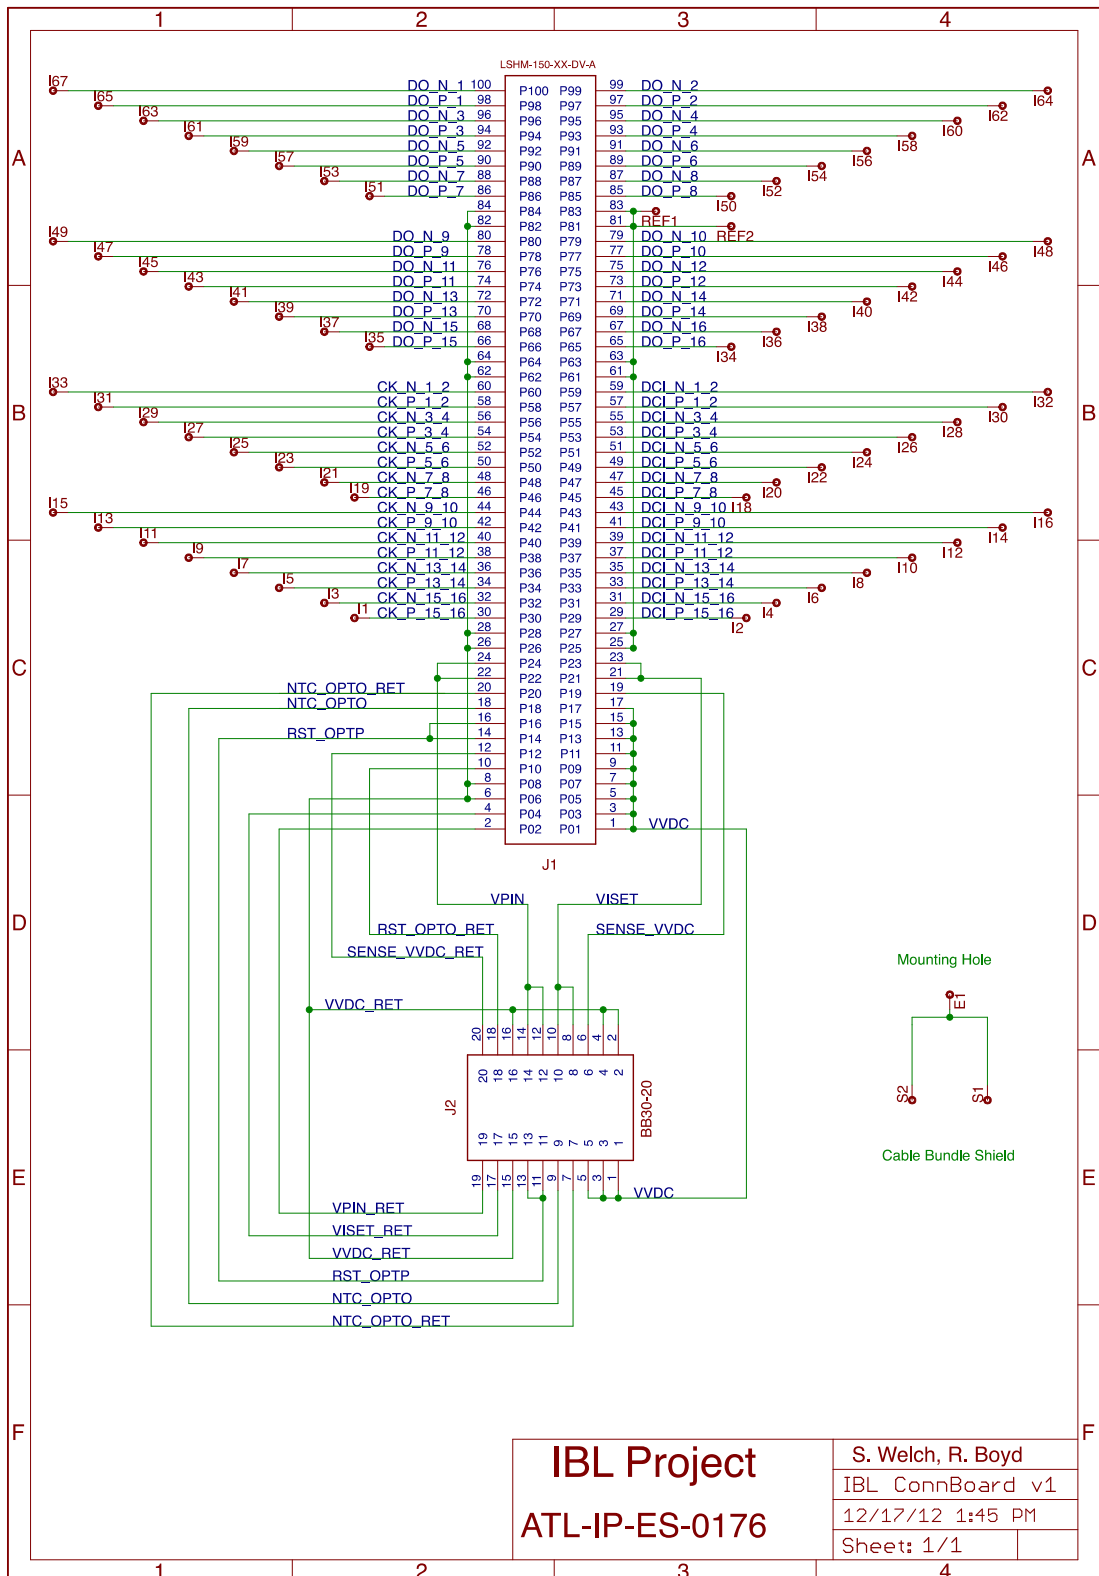 1 2 3 4
LSHM-150-XX-DV-A
I67 DO_N_1 100 P100 P99 99 DO_N_2 I64
I65 DO_P_1 98 P98 P97 97 DO_P_2 I62
I63 DO_N_3 96 P96 P95 95 DO_N_4 I60
I61 DO_P_3 94 P94 P93 93 DO_P_4 I58
A I59 DO_N_5 92 P92 P91 91 DO_N_6 I56 A
I57 DO_P_5 90 P90 P89 89 DO_P_6 I54
I53 DO_N_7 88 P88 P87 87 DO_N_8 I52
I51 DO_P_7 86 P86 P85 85 DO_P_8 I50
84 P84 P83 83 REF1
82 P82 P81 81 REF2
I49 DO_N_9 80 P80 P79 79 DO_N_10 I48
I47 DO_P_9 78 P78 P77 77 DO_P_10 I46
I45 DO_N_11 76 P76 P75 75 DO_N_12 I44
I43 DO_P_11 74 P74 P73 73 DO_P_12 I42
I41 DO_N_13 72 P72 P71 71 DO_N_14 I40
I39 DO_P_13 70 P70 P69 69 DO_P_14 I38
I37 DO_N_15 68 P68 P67 67 DO_N_16 I36
I35 DO_P_15 66 P66 P65 65 DO_P_16 I34
64 P64 P63 63
62 P62 P61 61
I33 CK_N_1_2 60 P60 P59 59 DCI_N_1_2 I32
B I31 CK_P_1_2 58 P58 P57 57 DCI_P_1_2 I30 B
I29 CK_N_3_4 56 P56 P55 55 DCI_N_3_4 I28
I27 CK_P_3_4 54 P54 P53 53 DCI_P_3_4 I26
I25 CK_N_5_6 52 P52 P51 51 DCI_N_5_6 I24
I23 CK_P_5_6 50 P50 P49 49 DCI_P_5_6 I22
I21 CK_N_7_8 48 P48 P47 47 DCI_N_7_8 I20
I19 CK_P_7_8 46 P46 P45 45 DCI_P_7_8 I18
I15 CK_N_9_10 44 P44 P43 43 DCI_N_9_10 I16
I13 CK_P_9_10 42 P42 P41 41 DCI_P_9_10 I14
I11 CK_N_11_12 40 P40 P39 39 DCI_N_11_12 I12
I9 CK_P_11_12 38 P38 P37 37 DCI_P_11_12 I10
I7 CK_N_13_14 36 P36 P35 35 DCI_N_13_14 I8
I5 CK_P_13_14 34 P34 P33 33 DCI_P_13_14 I6
I3 CK_N_15_16 32 P32 P31 31 DCI_N_15_16 I4
I1 CK_P_15_16 30 P30 P29 29 DCI_P_15_16 I2
28 P28 P27 27
26 P26 P25 25
C 24 P24 P23 23 C
22 P22 P21 21
NTC_OPTO_RET 20 P20 P19 19
NTC_OPTO 18 P18 P17 17
16 P16 P15 15
RST_OPTP 14 P14 P13 13
12 P12 P11 11
10 P10 P09 9
8 P08 P07 7
6 P06 P05 5
4 P04 P03 3
2 P02 P01 1 VVDC
J1
VPIN VISET
D RST_OPTO_RET SENSE_VVDC D
SENSE_VVDC_RET
Mounting Hole
E1
VVDC_RET
20 18 16 14 12 10 8 6 4 2
20 18 16 14 12 10 8 6 4 2
S2 S1
J2 BB30-20
19 17 15 13 11 9 7 5 3 1
Cable Bundle Shield
E 19 17 15 13 11 9 7 5 3 1 E
VVDC
VPIN_RET
VISET_RET
VVDC_RET
RST_OPTP
NTC_OPTO
NTC_OPTO_RET
F F
IBL Project
ATL-IP-ES-0176
S. Welch, R. Boyd
IBL ConnBoard v1
12/17/12 1:45 PM
Sheet: 1/1
1 2 3 4